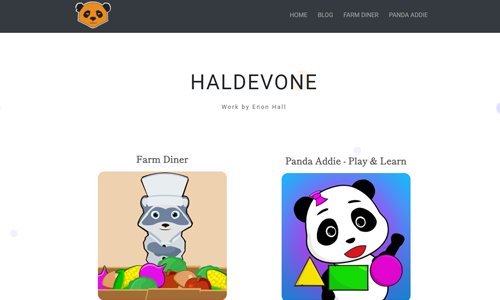 HOME BLOG FARM DINER PANDA ADDIE
HALDEVONE
Work by Enon Hall
Farm Diner
Panda Addie - Play & Learn